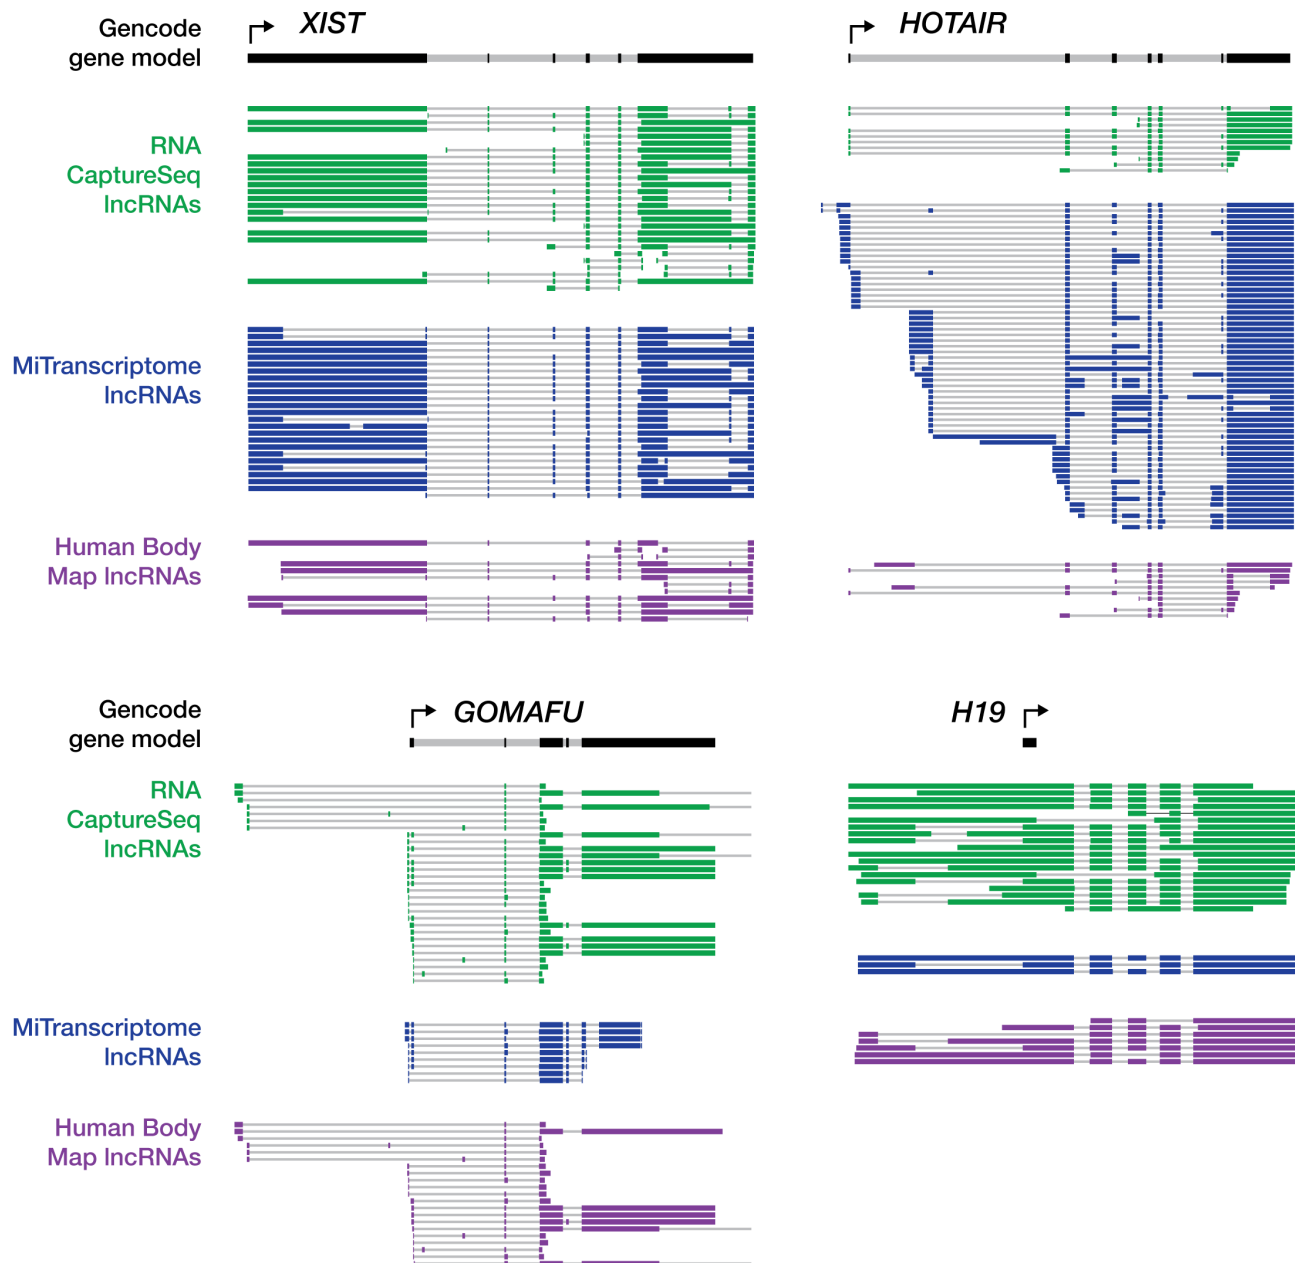 Gencode
gene model
XIST
HOTAIR
RNA
CaptureSeq
lncRNAs
MiTranscriptome
lncRNAs
Human Body
Map lncRNAs
Gencode
gene model
GOMAFU
H19
RNA
CaptureSeq
lncRNAs
MiTranscriptome
lncRNAs
Human Body
Map lncRNAs